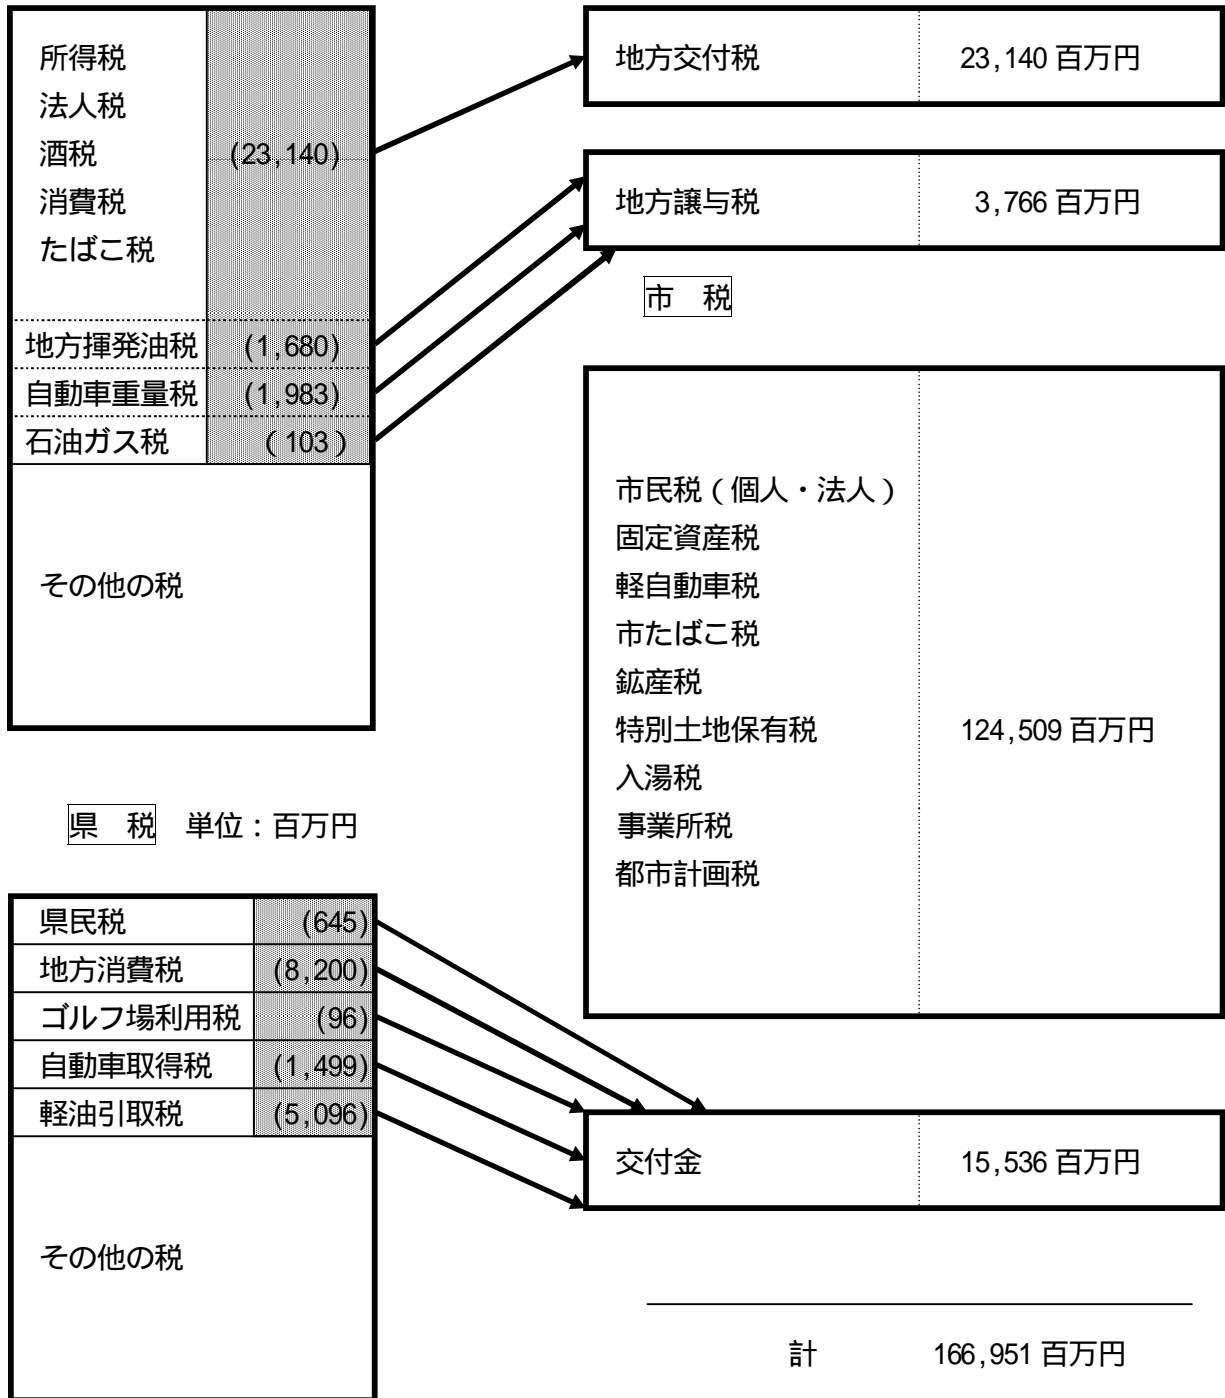 所得税
法人税
酒税 (23,140)
消費税
たばこ税
地方揮発油税 (1,680)
自動車重量税 (1,983)
石油ガス税 (103)
その他の税
地方交付税 23,140 百万円
地方譲与税 3,766 百万円
市 税
市民税(個人・法人)
固定資産税
軽自動車税
市たばこ税
鉱産税
特別土地保有税 124,509 百万円
入湯税
事業所税
都市計画税
県 税 単位:百万円
県民税 (645)
地方消費税 (8,200)
ゴルフ場利用税 (96)
自動車取得税 (1,499)
軽油引取税 (5,096)
その他の税
交付金 15,536 百万円
計 166,951 百万円